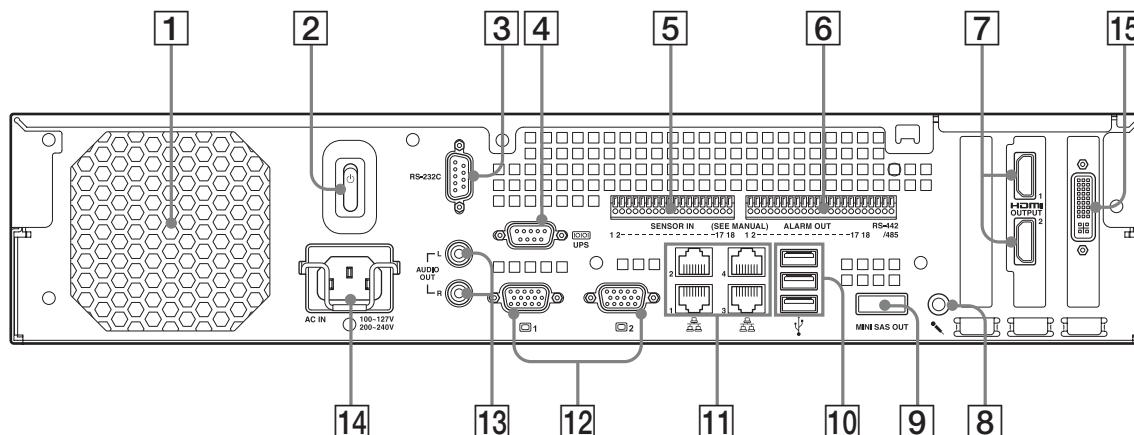 1 2 3 4 5 6 7 15
RS-232C
2
1
HDMI
OUTPUT
SENSOR IN (SEE MANUAL) ALARM OUT RS-442
/485
1 2 17 18 1 2 17 18
UPS
L
AUDIO
OUT
R
2 4
1 3
AC IN 100–127V
200–240V
1 2
MINI SAS OUT
14 13 12 11 10 9 8